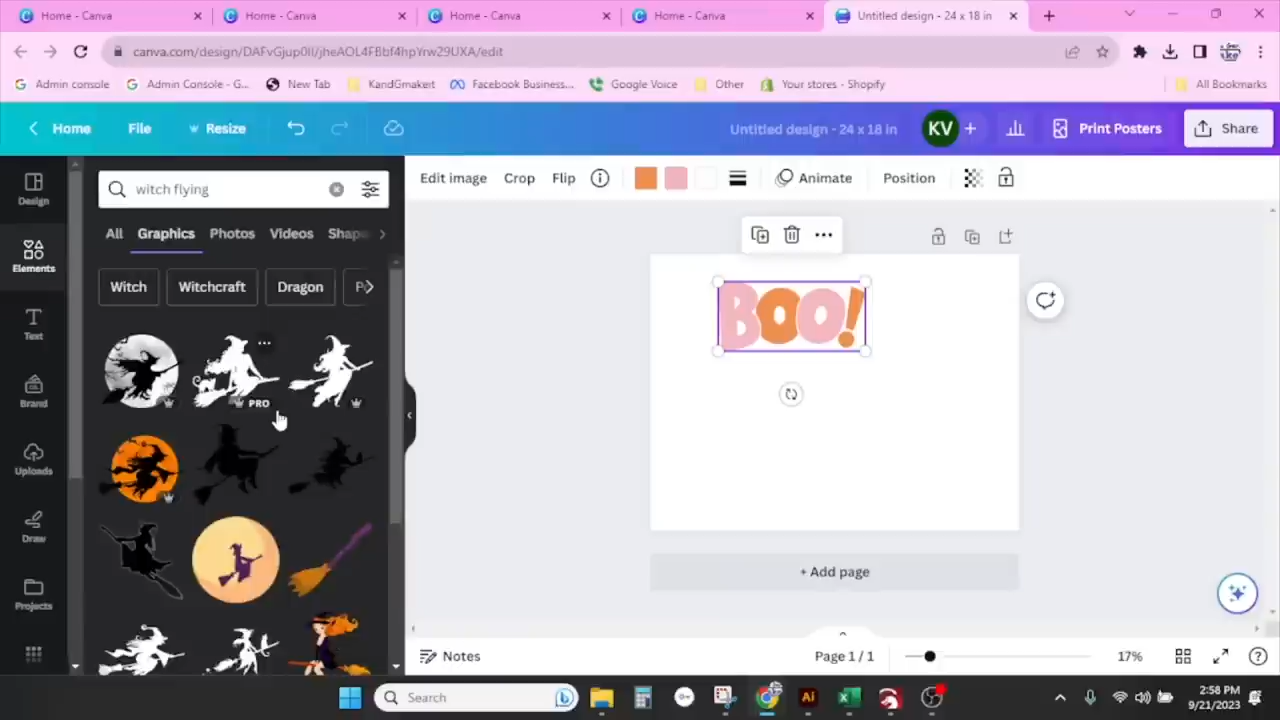 Home - Canva
Home - Canva
Home - Canva
Home - Canva
Untitled design - 24 x 18 in
canva.com/design/DAFvGjup0II/jheAOL4FBbf4hpYrw29UXA/edit
Admin console
Admin Console - G...
New Tab
KandGmakeit
Facebook Business...
Google Voice
Other
Your stores - Shopify
All Bookmarks
Home
File
Resize
Untitled design - 24 x 18 in
KV
Print Posters
Share
Design
Elements
Text
Brand
Uploads
Draw
Projects
witch flying
All
Graphics
Photos
Videos
Shap
Witch
Witchcraft
Dragon
PRO
Edit image
Crop
Flip
Animate
Position
BOO!
+ Add page
Notes
Page 1 / 1
17%
Search
Ai
2:58 PM
9/21/2023